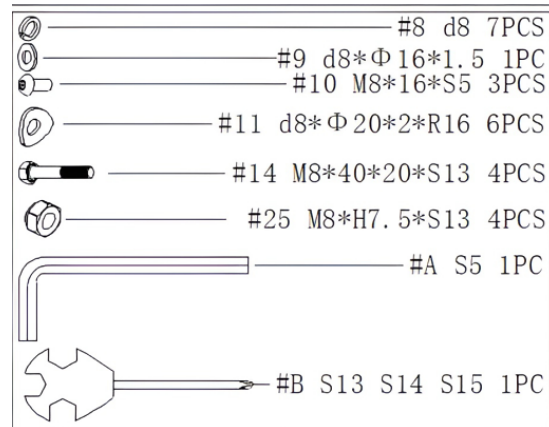 #8 d8 7PCS
#9 d8*Φ16*1.5 1PC
#10 M8*16*S5 3PCS
#11 d8*Φ20*2*R16 6PCS
#14 M8*40*20*S13 4PCS
#25 M8*H7.5*S13 4PCS
#A S5 1PC
#B S13 S14 S15 1PC